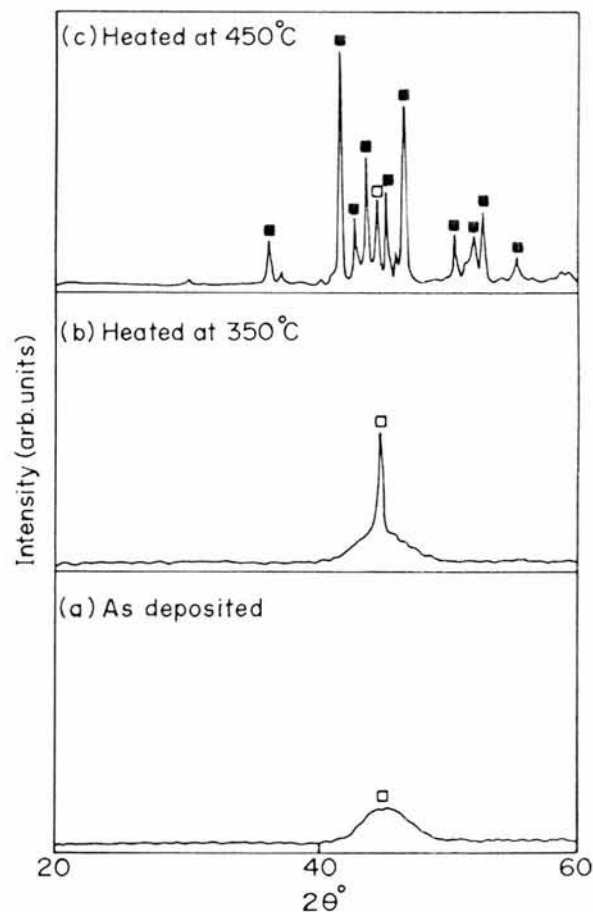 (c) Heated at 450°C
(b) Heated at 350°C
(a) As deposited
Intensity (arb. units)
20 40 60
2θ°